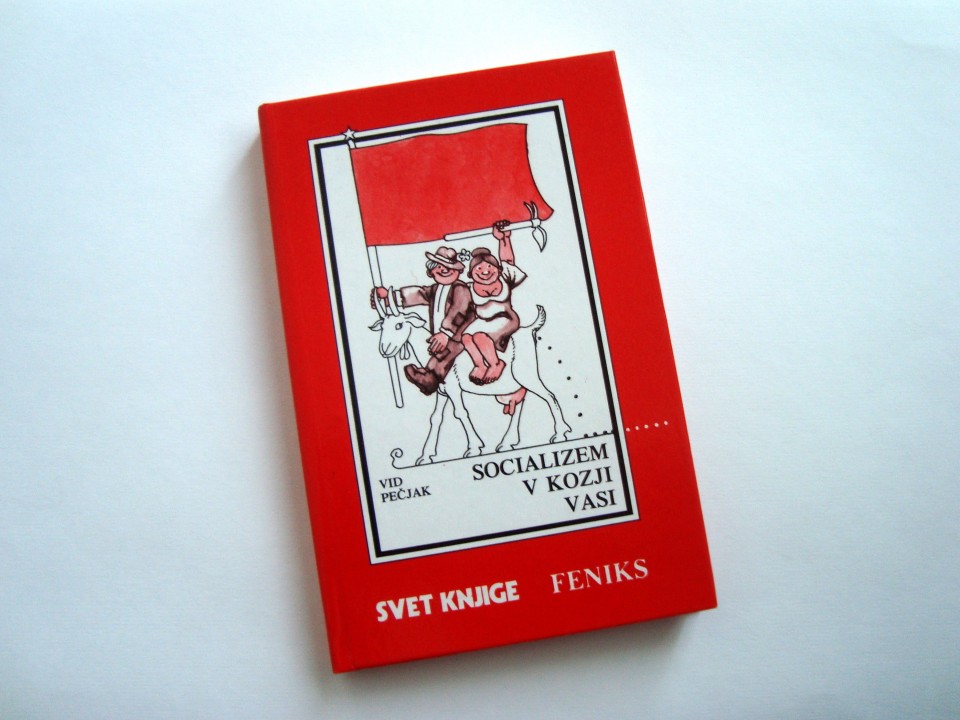 VID
PEČJAK
SOCIALIZEM
V KOZJI
VASI
SVET KNJIGE
FENIKS